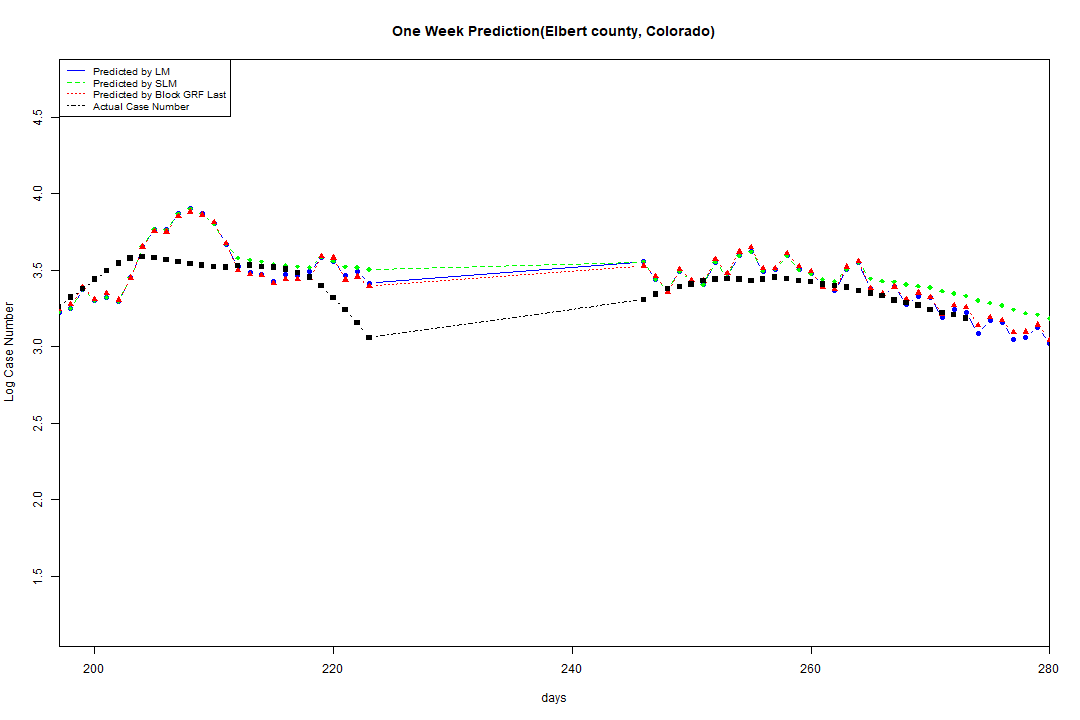 One Week Prediction(Elbert county, Colorado)
Predicted by LM
Predicted by SLM
Predicted by Block GRF Last
Actual Case Number
4.5
4.0
3.5
3.0
2.5
2.0
1.5
Log Case Number
200 220 240 260 280
days